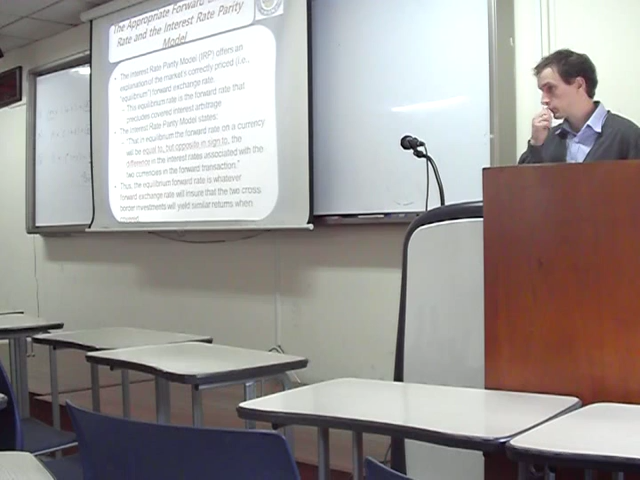 The Appropriate Forward
Rate and the Interest Rate Parity
Model
• The Interest Rate Parity Model (IRP) offers an
explanation of the market's correctly priced (i.e.,
"equilibrium") forward exchange rate.
– This equilibrium rate is the forward rate that
precludes covered interest arbitrage
• The Interest Rate Parity Model states:
– "That in equilibrium the forward rate on a currency
will be equal to, but opposite in sign to, the
difference in the interest rates associated with the
two currencies in the forward transaction."
• Thus, the equilibrium forward rate is whatever
forward exchange rate will insure that the two cross
border investments will yield similar returns when